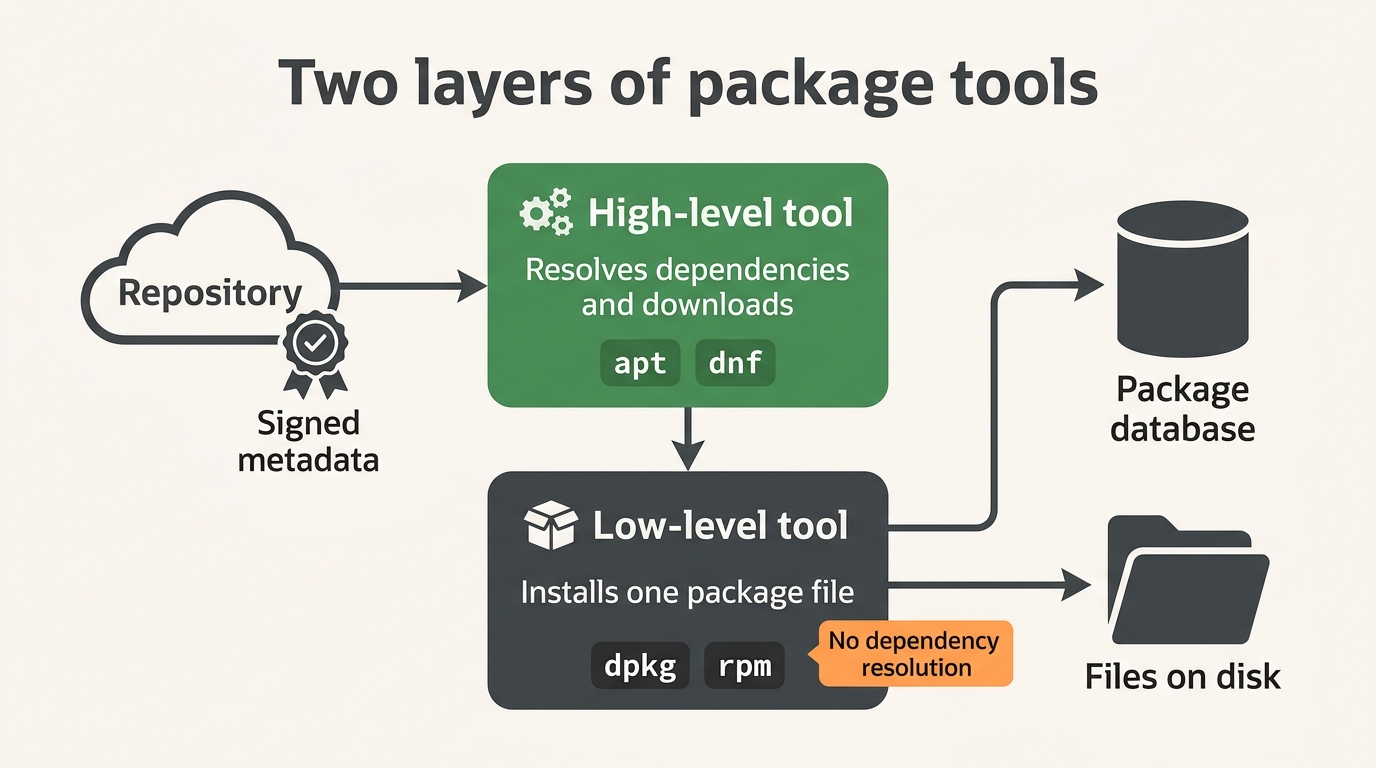 Two layers of package tools
Repository
Signed
metadata
High-level tool
Resolves dependencies
and downloads
apt dnf
Low-level tool
Installs one package file
dpkg rpm
No dependency
resolution
Package
database
Files on disk